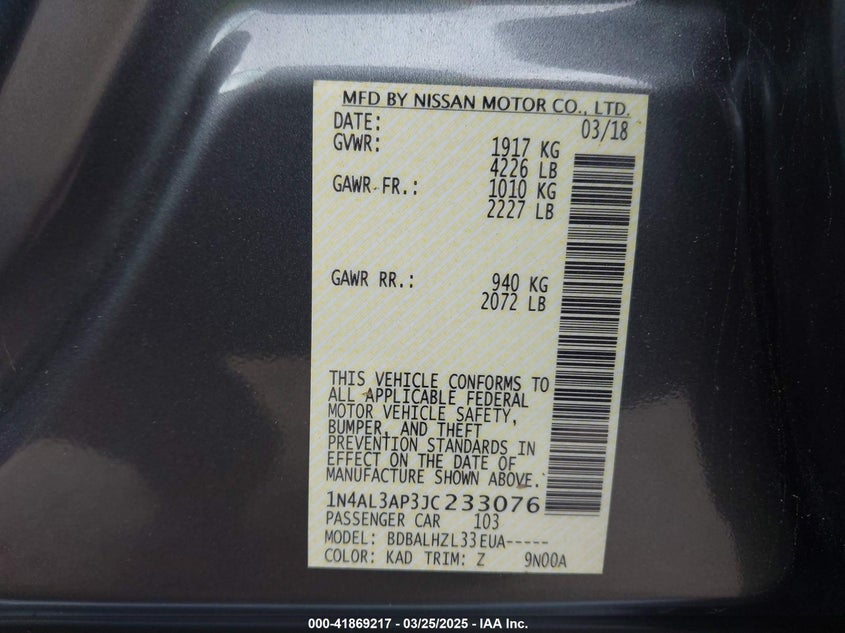 MFD BY NISSAN MOTOR CO., LTD.
DATE: 03/18
GVWR: 1917 KG
4226 LB
GAWR FR.: 1010 KG
2227 LB
GAWR RR.: 940 KG
2072 LB
THIS VEHICLE CONFORMS TO
ALL APPLICABLE FEDERAL
MOTOR VEHICLE SAFETY,
BUMPER, AND THEFT
PREVENTION STANDARDS IN
EFFECT ON THE DATE OF
MANUFACTURE SHOWN ABOVE.
1N4AL3AP3JC233076
PASSENGER CAR 103
MODEL: BDBALHZL33EUA-----
COLOR: KAD TRIM: Z 9N00A
000-41869217 - 03/25/2025 - IAA Inc.